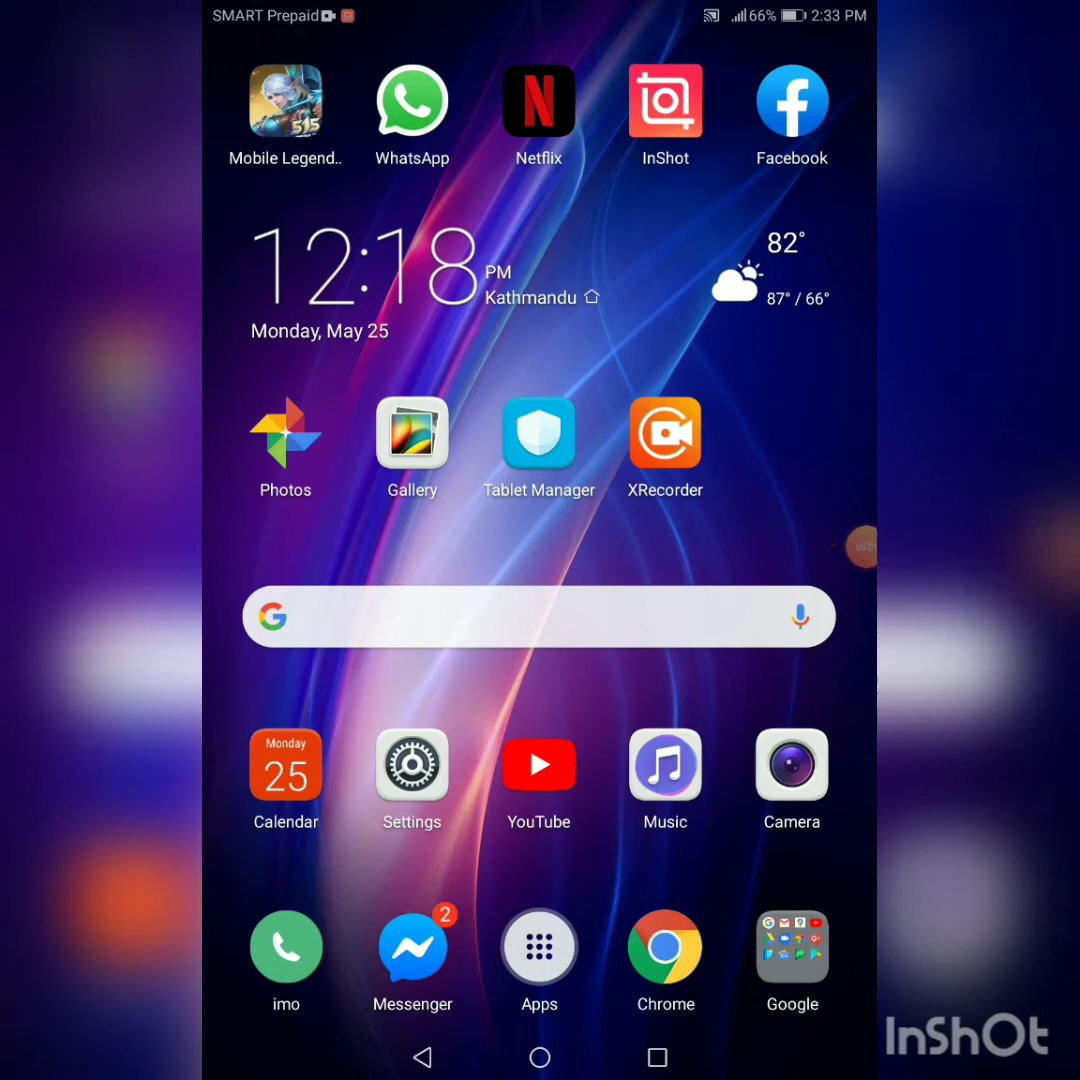 SMART Prepaid 66% 2:33 PM
515
Mobile Legend.. WhatsApp Netflix InShot Facebook
12:18 PM
Kathmandu
Monday, May 25
82°
87° / 66°
Photos Gallery Tablet Manager XRecorder
Monday
25
Calendar Settings YouTube Music Camera
2
imo Messenger Apps Chrome Google
InShOt